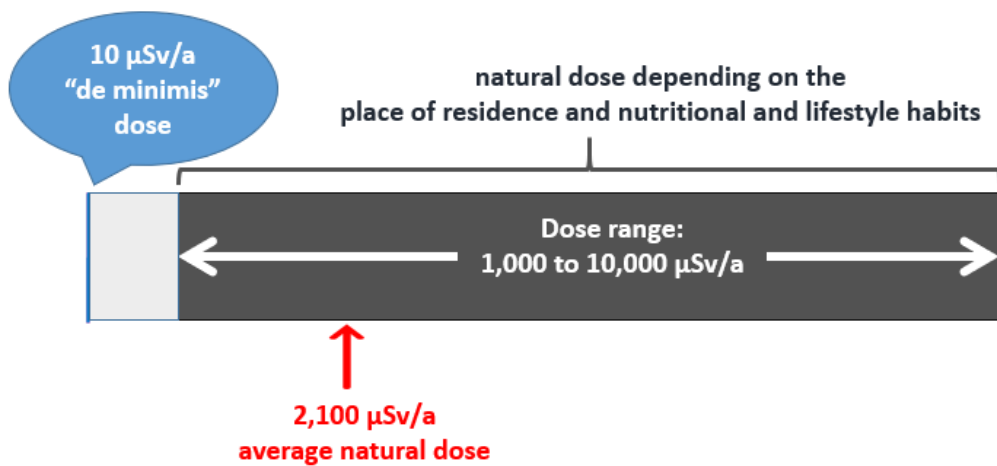 10 µSv/a
“de minimis”
dose
natural dose depending on the
place of residence and nutritional and lifestyle habits
Dose range:
1,000 to 10,000 µSv/a
2,100 µSv/a
average natural dose